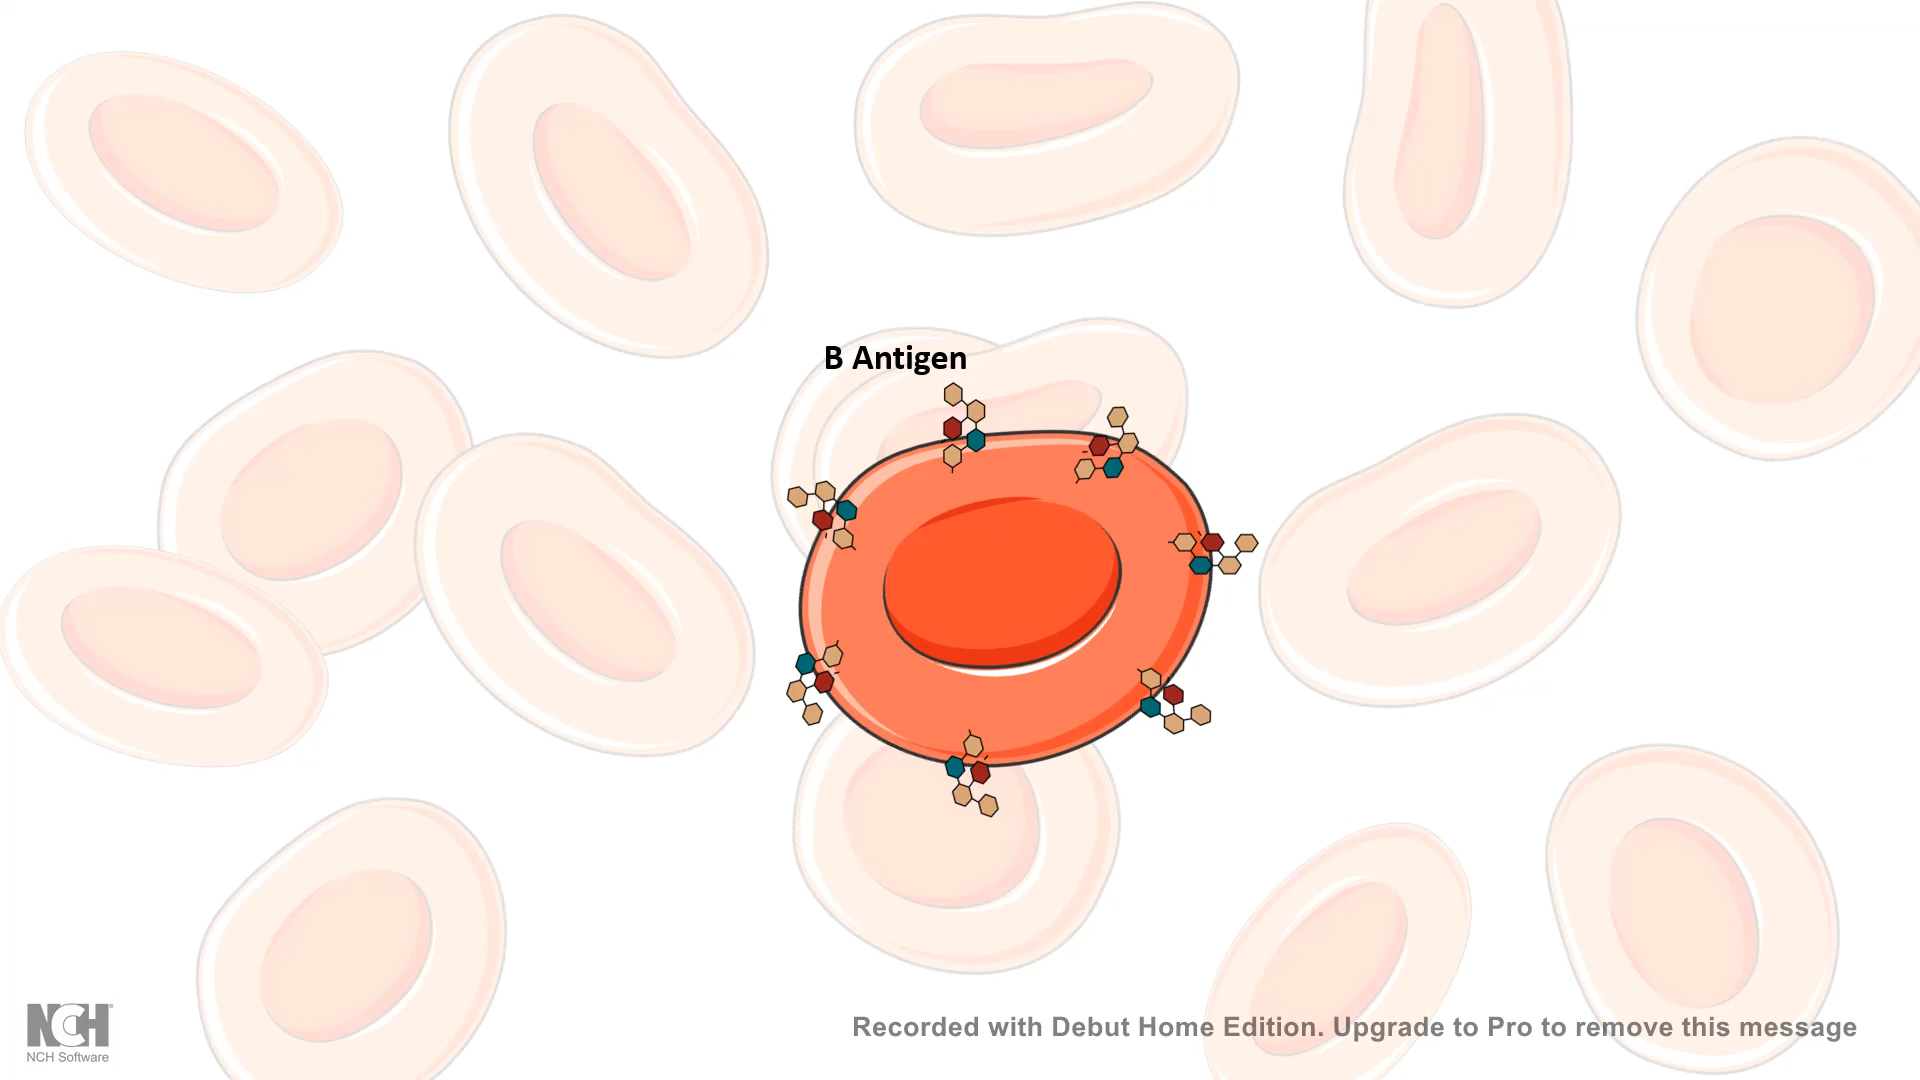 B Antigen
NCH
NCH Software
Recorded with Debut Home Edition. Upgrade to Pro to remove this message